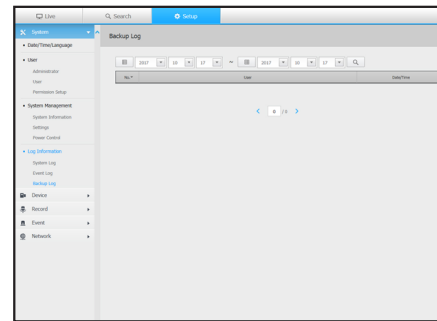 Live Search Setup
System
Date/Time/Language
User
Administrator
User
Permission Setup
System Management
System Information
Settings
Power Control
Log Information
System Log
Event Log
Backup Log
Device
Record
Event
Network
Backup Log
2017 10 17 ~ 2017 10 17
No. User Date/Time
0 / 0